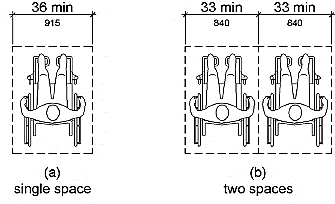 36 min
915
33 min 33 min
840 840
(a)
single space
(b)
two spaces